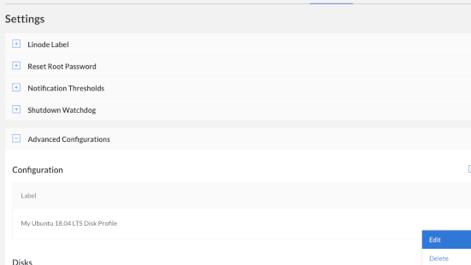 Settings
Linode Label
Reset Root Password
Notification Thresholds
Shutdown Watchdog
Advanced Configurations
Configuration
Label
My Ubuntu 18.04 LTS Disk Profile
Edit
Delete
Disks